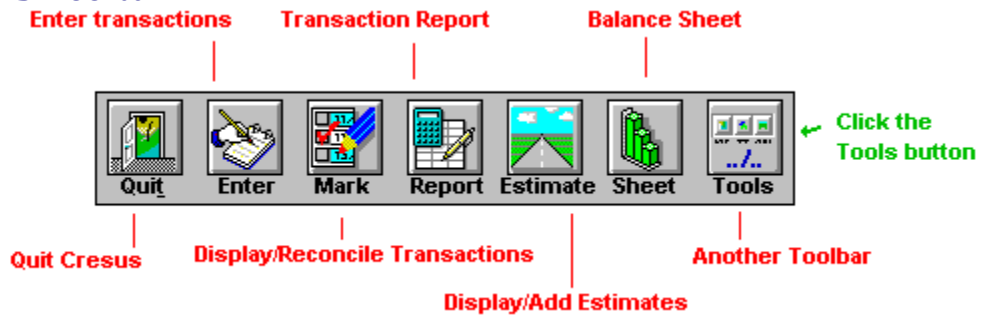 Enter transactions Transaction Report Balance Sheet
Click the
Tools button
Quit Enter Mark Report Estimate Sheet Tools
Quit Cresus Display/Reconcile Transactions Another Toolbar
Display/Add Estimates